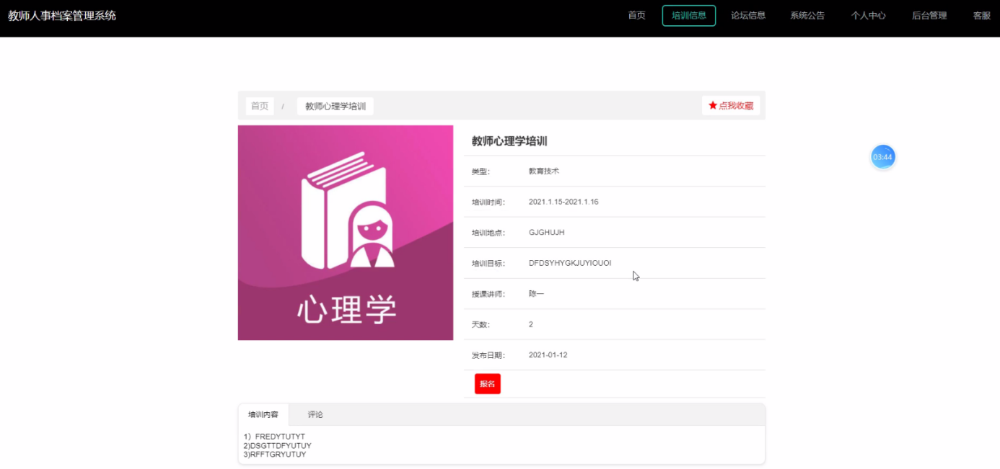 教师人事档案管理系统
首页 培训信息 论坛信息 系统公告 个人中心 后台管理 客服
首页 / 教师心理学培训 ★点我收藏
心理学
教师心理学培训
类型: 教育技术
培训时间: 2021.1.15-2021.1.16
03:44
培训地点: GJGHUJH
培训目标: DFDSYHYGKJUYIOUOI
授课讲师: 陈一
天数: 2
发布日期: 2021-01-12
报名
培训内容 评论
1）FREDYTUTYT
2)DSGTTDFYUTUY
3)RFFTGRYUTUY